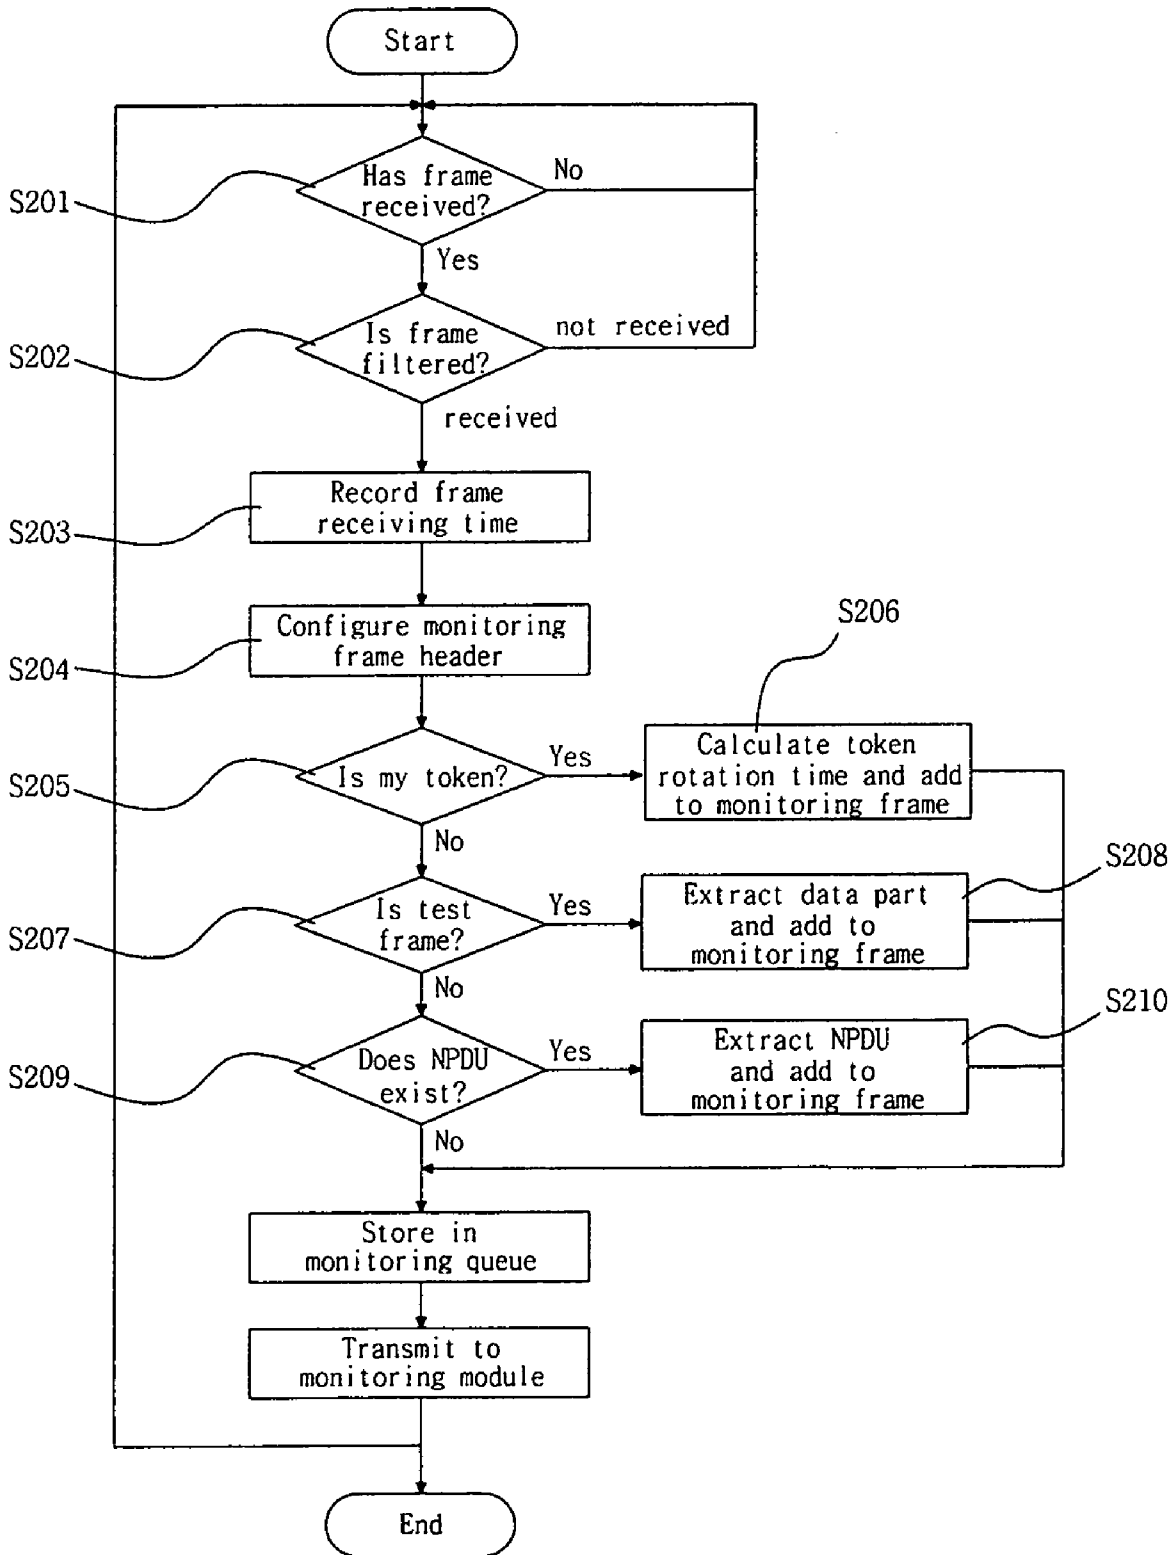 Start
S201
Has frame
received?
No
Yes
S202
Is frame
filtered?
not received
received
S203
Record frame
receiving time
S204
Configure monitoring
frame header
S205
Is my token?
Yes
S206
Calculate token
rotation time and add
to monitoring frame
No
S207
Is test
frame?
Yes
S208
Extract data part
and add to
monitoring frame
No
S209
Does NPDU
exist?
Yes
S210
Extract NPDU
and add to
monitoring frame
No
Store in
monitoring queue
Transmit to
monitoring module
End